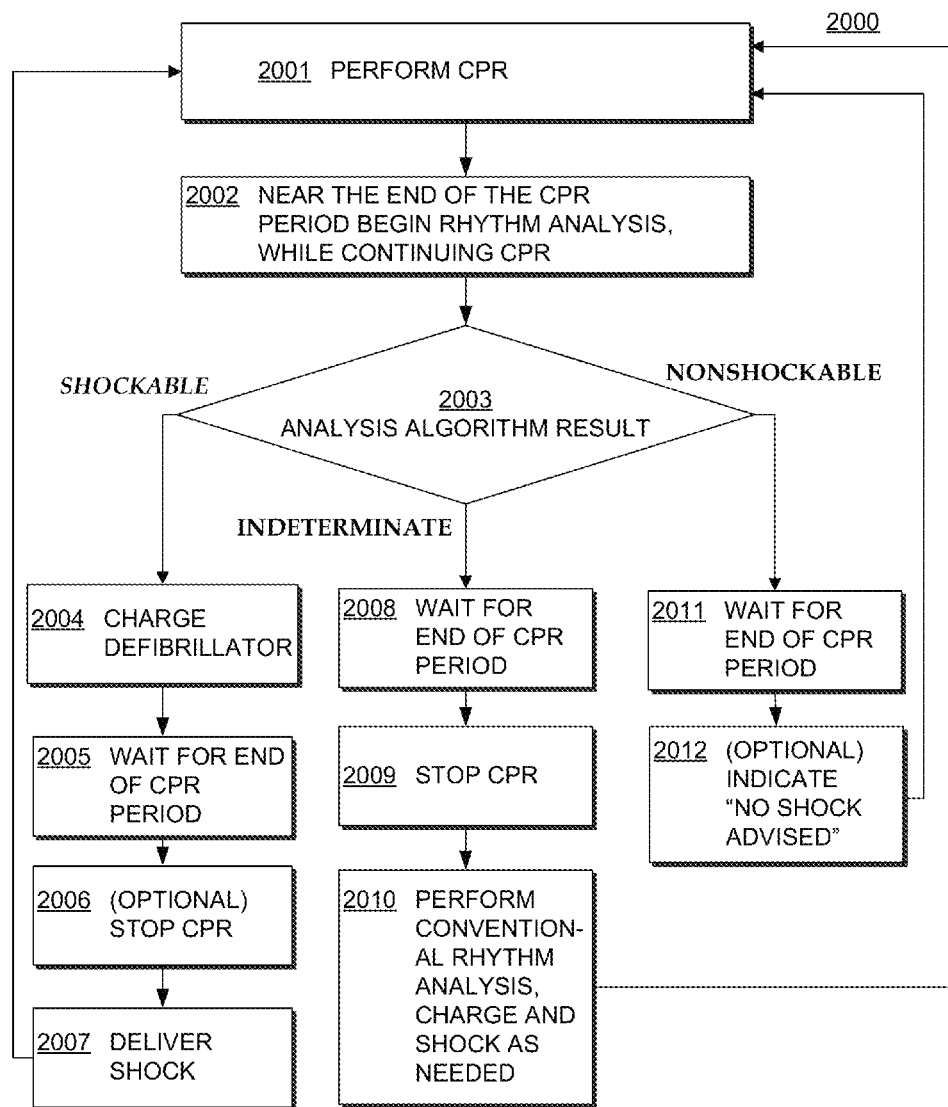 2000
2001 PERFORM CPR
2002 NEAR THE END OF THE CPR
PERIOD BEGIN RHYTHM ANALYSIS,
WHILE CONTINUING CPR
SHOCKABLE
NONSHOCKABLE
2003
ANALYSIS ALGORITHM RESULT
INDETERMINATE
2004 CHARGE
DEFIBRILLATOR
2005 WAIT FOR END
OF CPR
PERIOD
2006 (OPTIONAL)
STOP CPR
2007 DELIVER
SHOCK
2008 WAIT FOR
END OF CPR
PERIOD
2009 STOP CPR
2010 PERFORM
CONVENTION-
AL RHYTHM
ANALYSIS,
CHARGE AND
SHOCK AS
NEEDED
2011 WAIT FOR
END OF CPR
PERIOD
2012 (OPTIONAL)
INDICATE
“NO SHOCK
ADVISED”